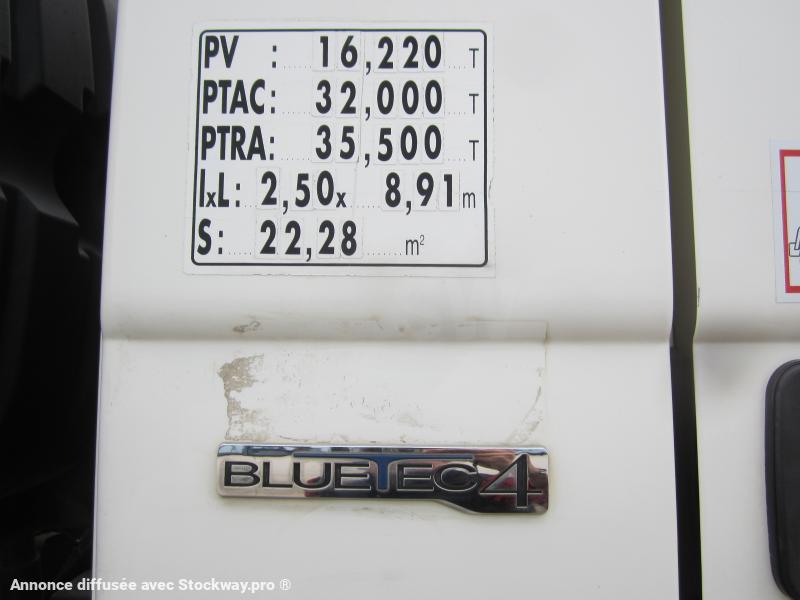 PV : 16,220 T
PTAC: 32,000 T
PTRA: 35,500 T
lxL: 2,50x 8,91 m
S: 22,28 m²
BLUETEC4
Annonce diffusée avec Stockway.pro ®